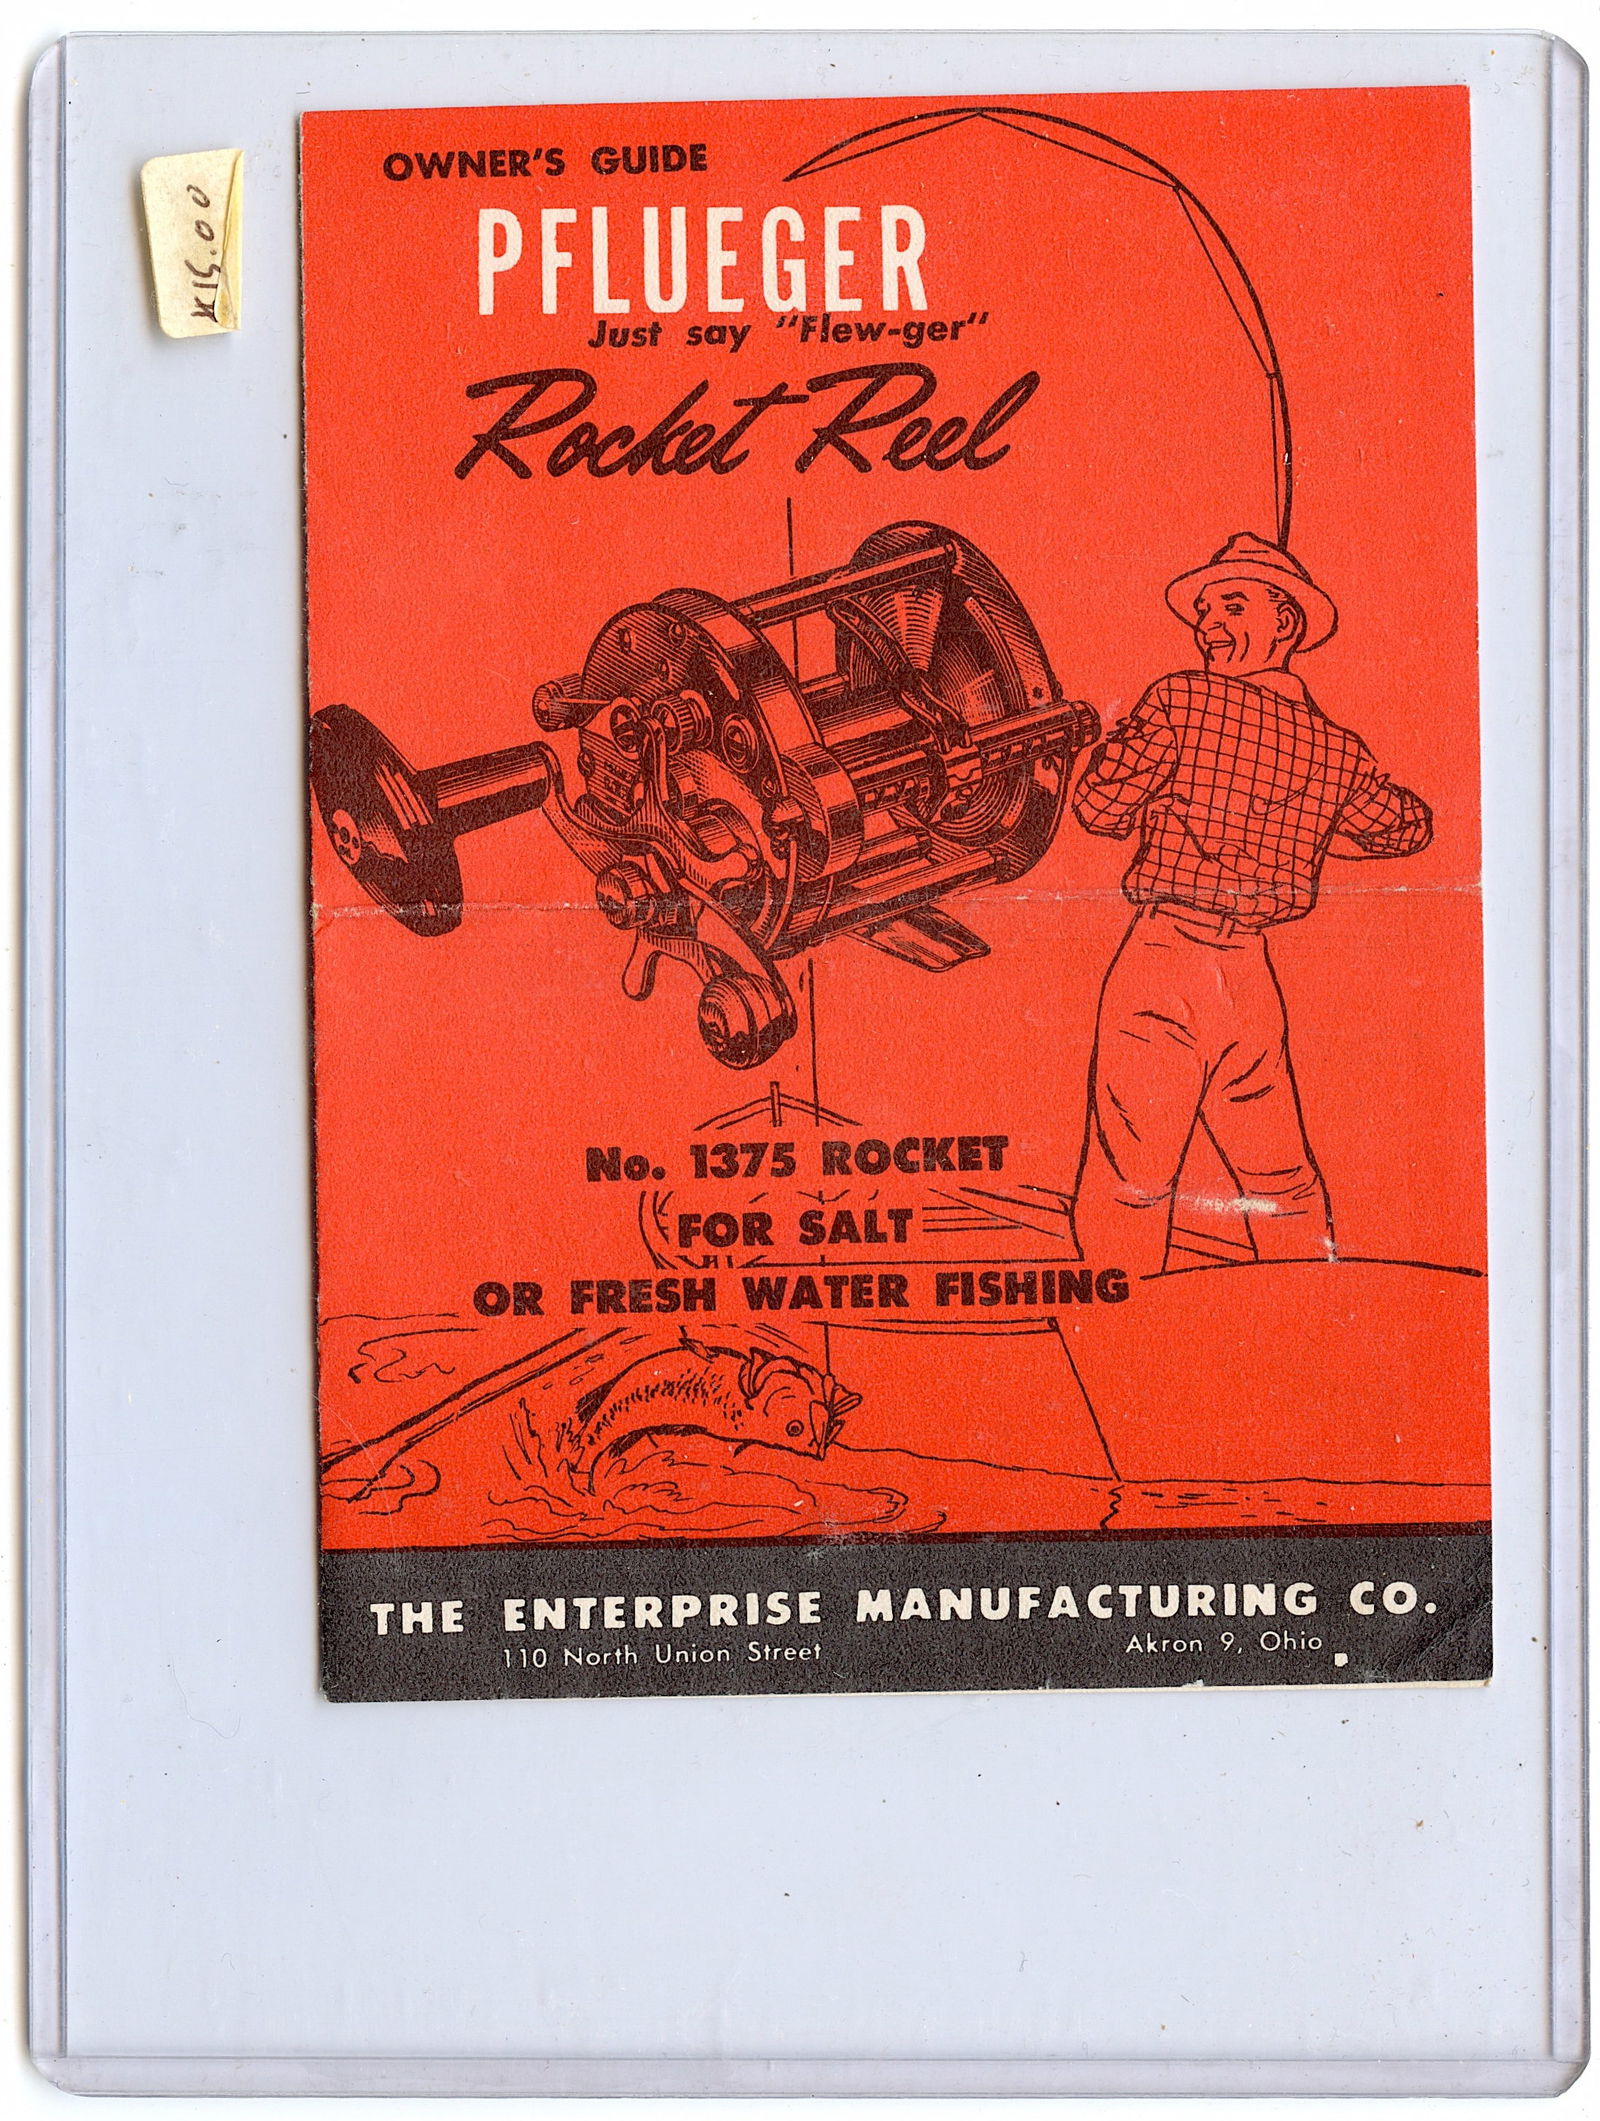 OWNER'S GUIDE
PFLUEGER
Just say "Flew-ger"
Rocket Reel
No. 1375 ROCKET
FOR SALT
OR FRESH WATER FISHING
THE ENTERPRISE MANUFACTURING CO.
110 North Union Street Akron 9, Ohio